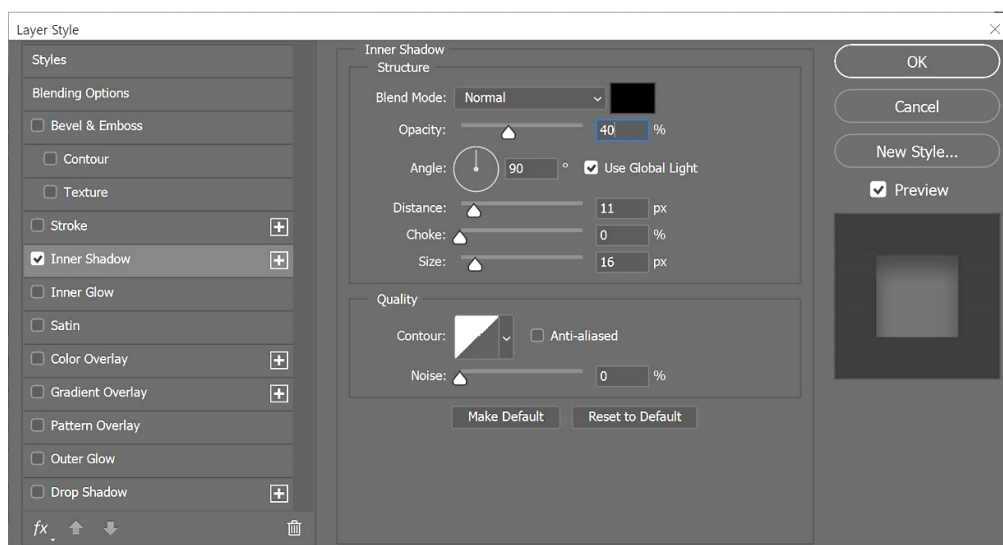 Layer Style
Styles
Blending Options
Bevel & Emboss
Contour
Texture
Stroke
Inner Shadow
Inner Glow
Satin
Color Overlay
Gradient Overlay
Pattern Overlay
Outer Glow
Drop Shadow
fx
Inner Shadow
Structure
Blend Mode: Normal
Opacity: 40 %
Angle: 90 ° Use Global Light
Distance: 11 px
Choke: 0 %
Size: 16 px
Quality
Contour: Anti-aliased
Noise: 0 %
Make Default Reset to Default
OK
Cancel
New Style...
Preview